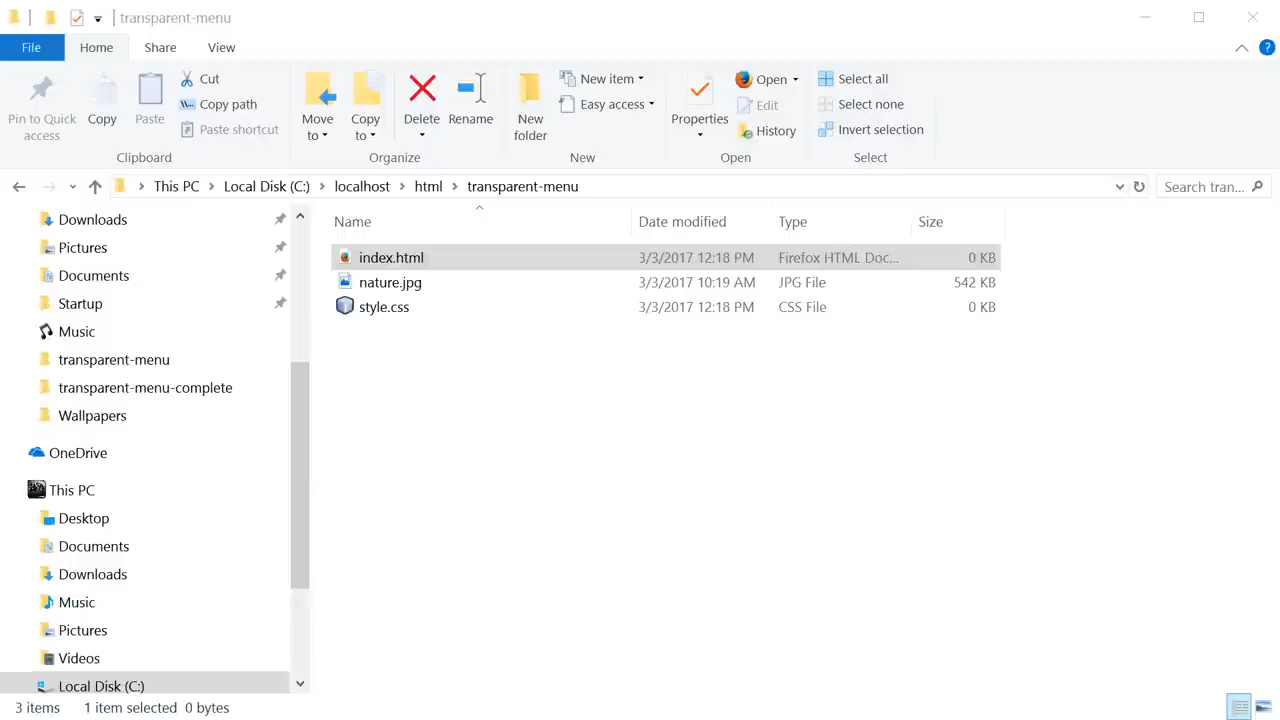 transparent-menu
File Home Share View
Pin to Quick access
Copy
Paste
Cut
Copy path
Paste shortcut
Clipboard
Move to
Copy to
Delete
Rename
Organize
New folder
New item
Easy access
New
Properties
Open
Edit
History
Open
Select all
Select none
Invert selection
Select
This PC > Local Disk (C:) > localhost > html > transparent-menu
Search tran...
Downloads
Pictures
Documents
Startup
Music
transparent-menu
transparent-menu-complete
Wallpapers
OneDrive
This PC
Desktop
Documents
Downloads
Music
Pictures
Videos
Local Disk (C:)
Name Date modified Type Size
index.html 3/3/2017 12:18 PM Firefox HTML Doc... 0 KB
nature.jpg 3/3/2017 10:19 AM JPG File 542 KB
style.css 3/3/2017 12:18 PM CSS File 0 KB
3 items 1 item selected 0 bytes